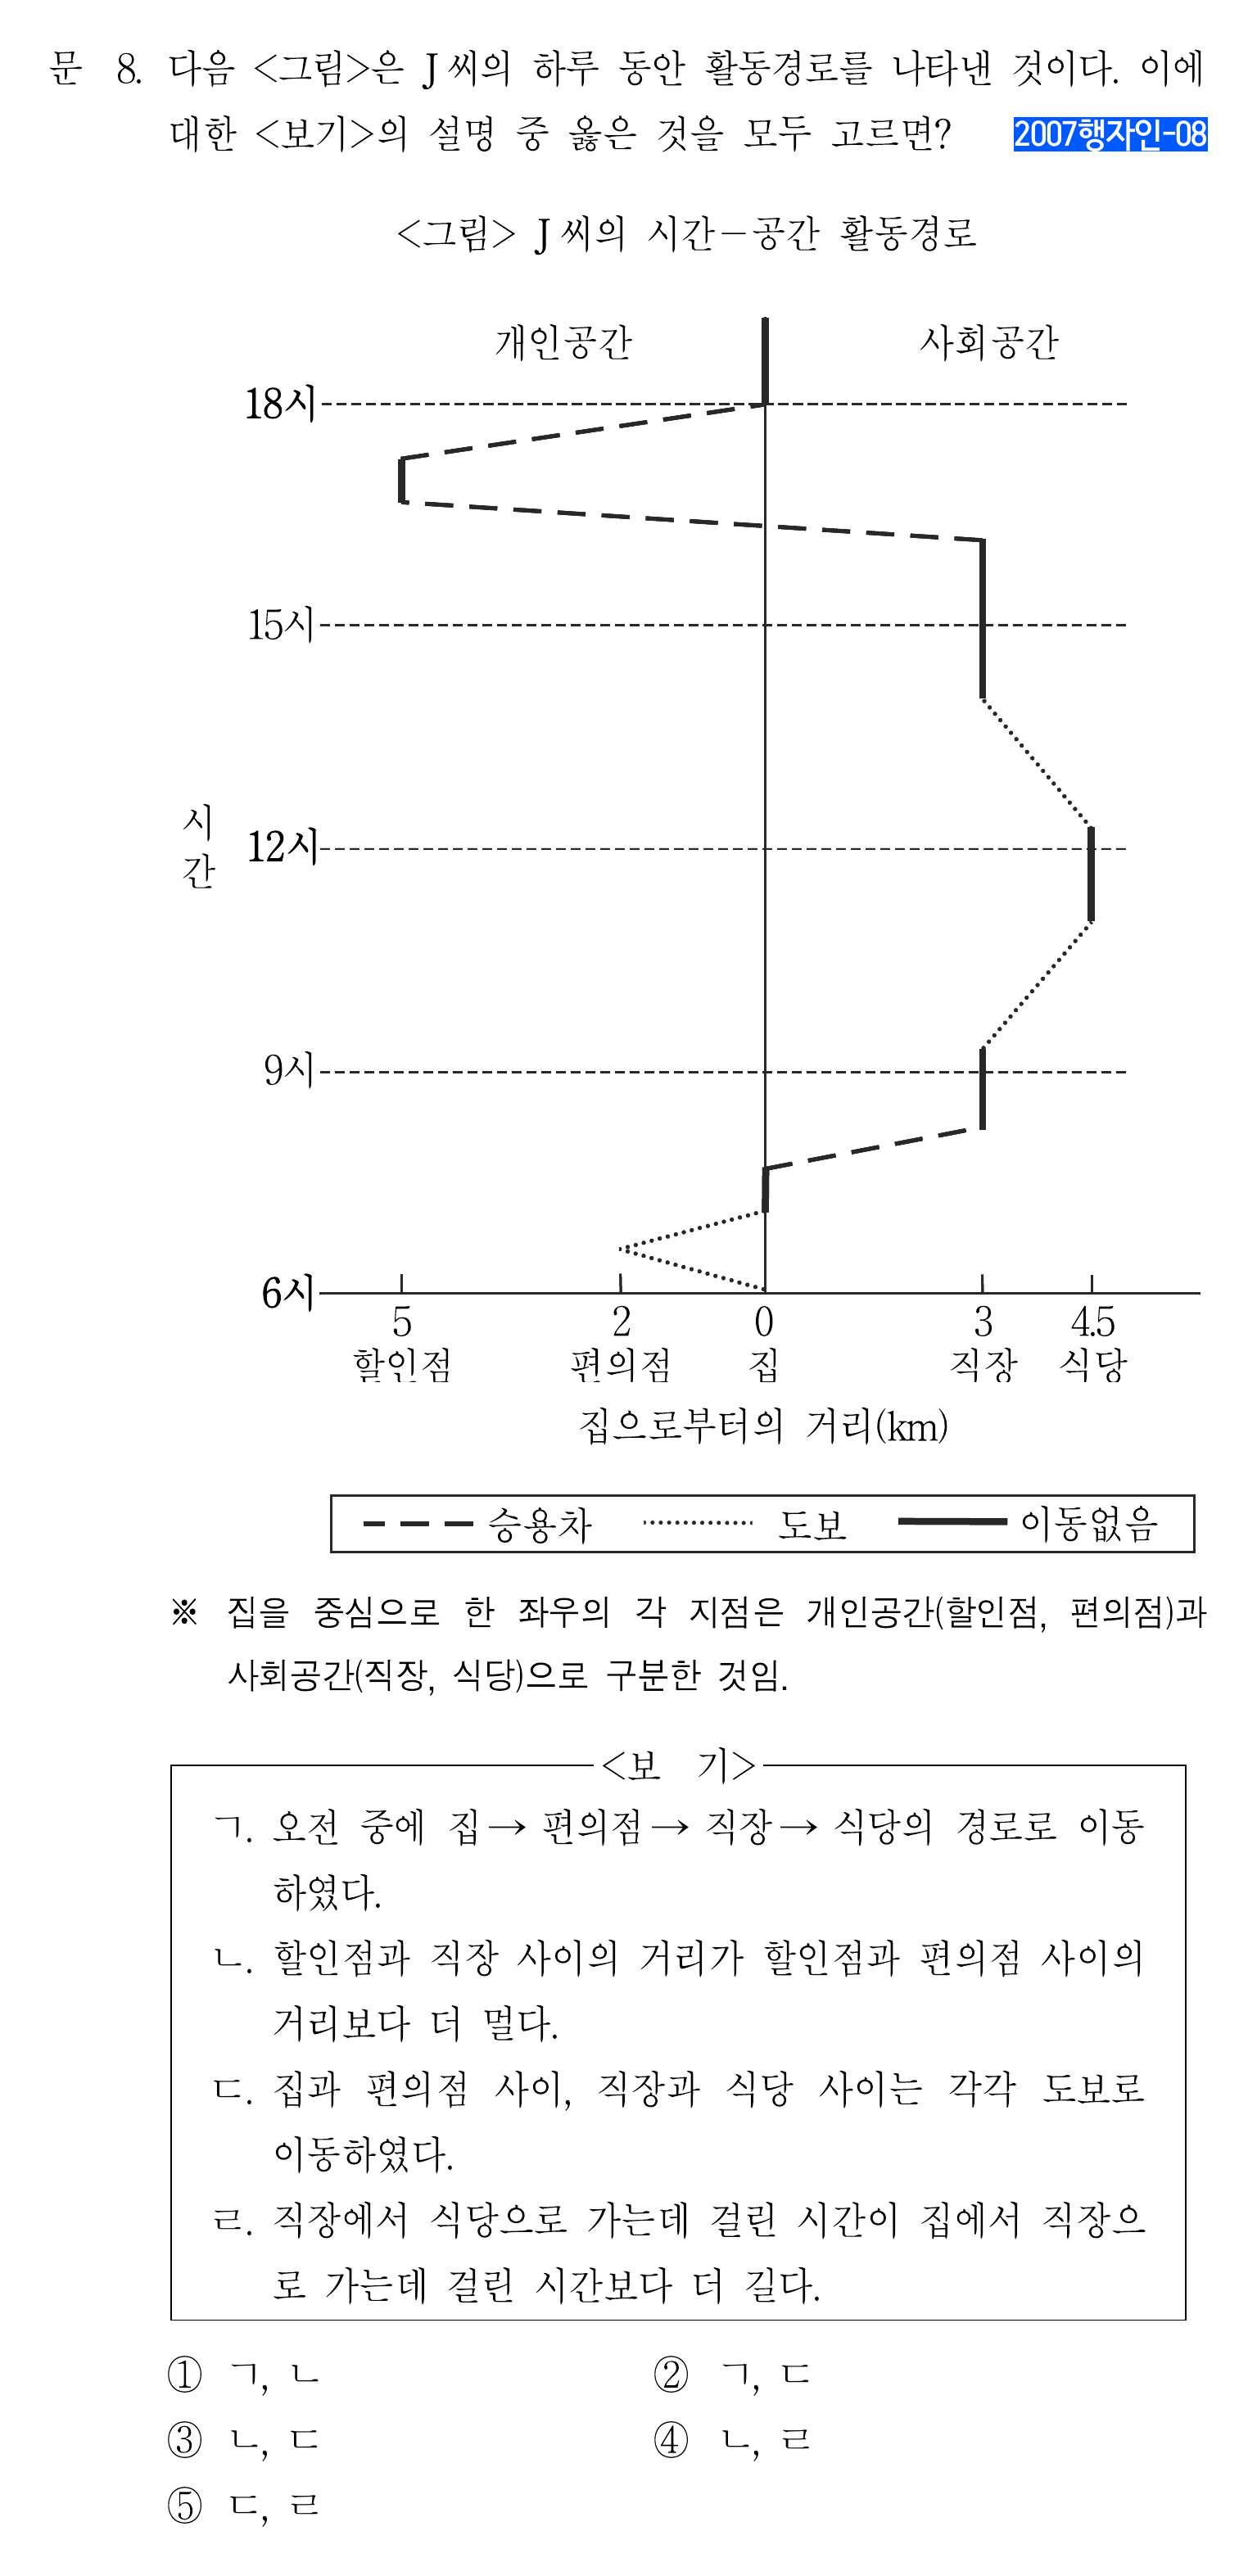 문 8. 다음 <그림>은 J씨의 하루 동안 활동경로를 나타낸 것이다. 이에
대한 <보기>의 설명 중 옳은 것을 모두 고르면? 2007행자인-08
<그림> J씨의 시간-공간 활동경로
개인공간 사회공간
18시
15시
시간
12시
9시
6시
5 2 0 3 4.5
할인점 편의점 집 직장 식당
집으로부터의 거리(km)
승용차 도보 이동없음
※ 집을 중심으로 한 좌우의 각 지점은 개인공간(할인점, 편의점)과
사회공간(직장, 식당)으로 구분한 것임.
<보 기>
ㄱ. 오전 중에 집→ 편의점→ 직장→ 식당의 경로로 이동
하였다.
ㄴ. 할인점과 직장 사이의 거리가 할인점과 편의점 사이의
거리보다 더 멀다.
ㄷ. 집과 편의점 사이, 직장과 식당 사이는 각각 도보로
이동하였다.
ㄹ. 직장에서 식당으로 가는데 걸린 시간이 집에서 직장으
로 가는데 걸린 시간보다 더 길다.
① ㄱ, ㄴ ② ㄱ, ㄷ
③ ㄴ, ㄷ ④ ㄴ, ㄹ
⑤ ㄷ, ㄹ